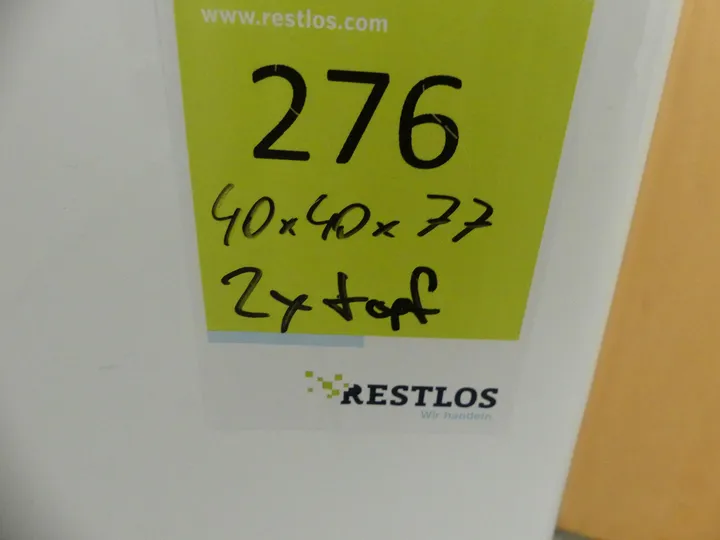 www.restlos.com
276
40x40x77
2x topf
RESTLOS
Wir handeln.